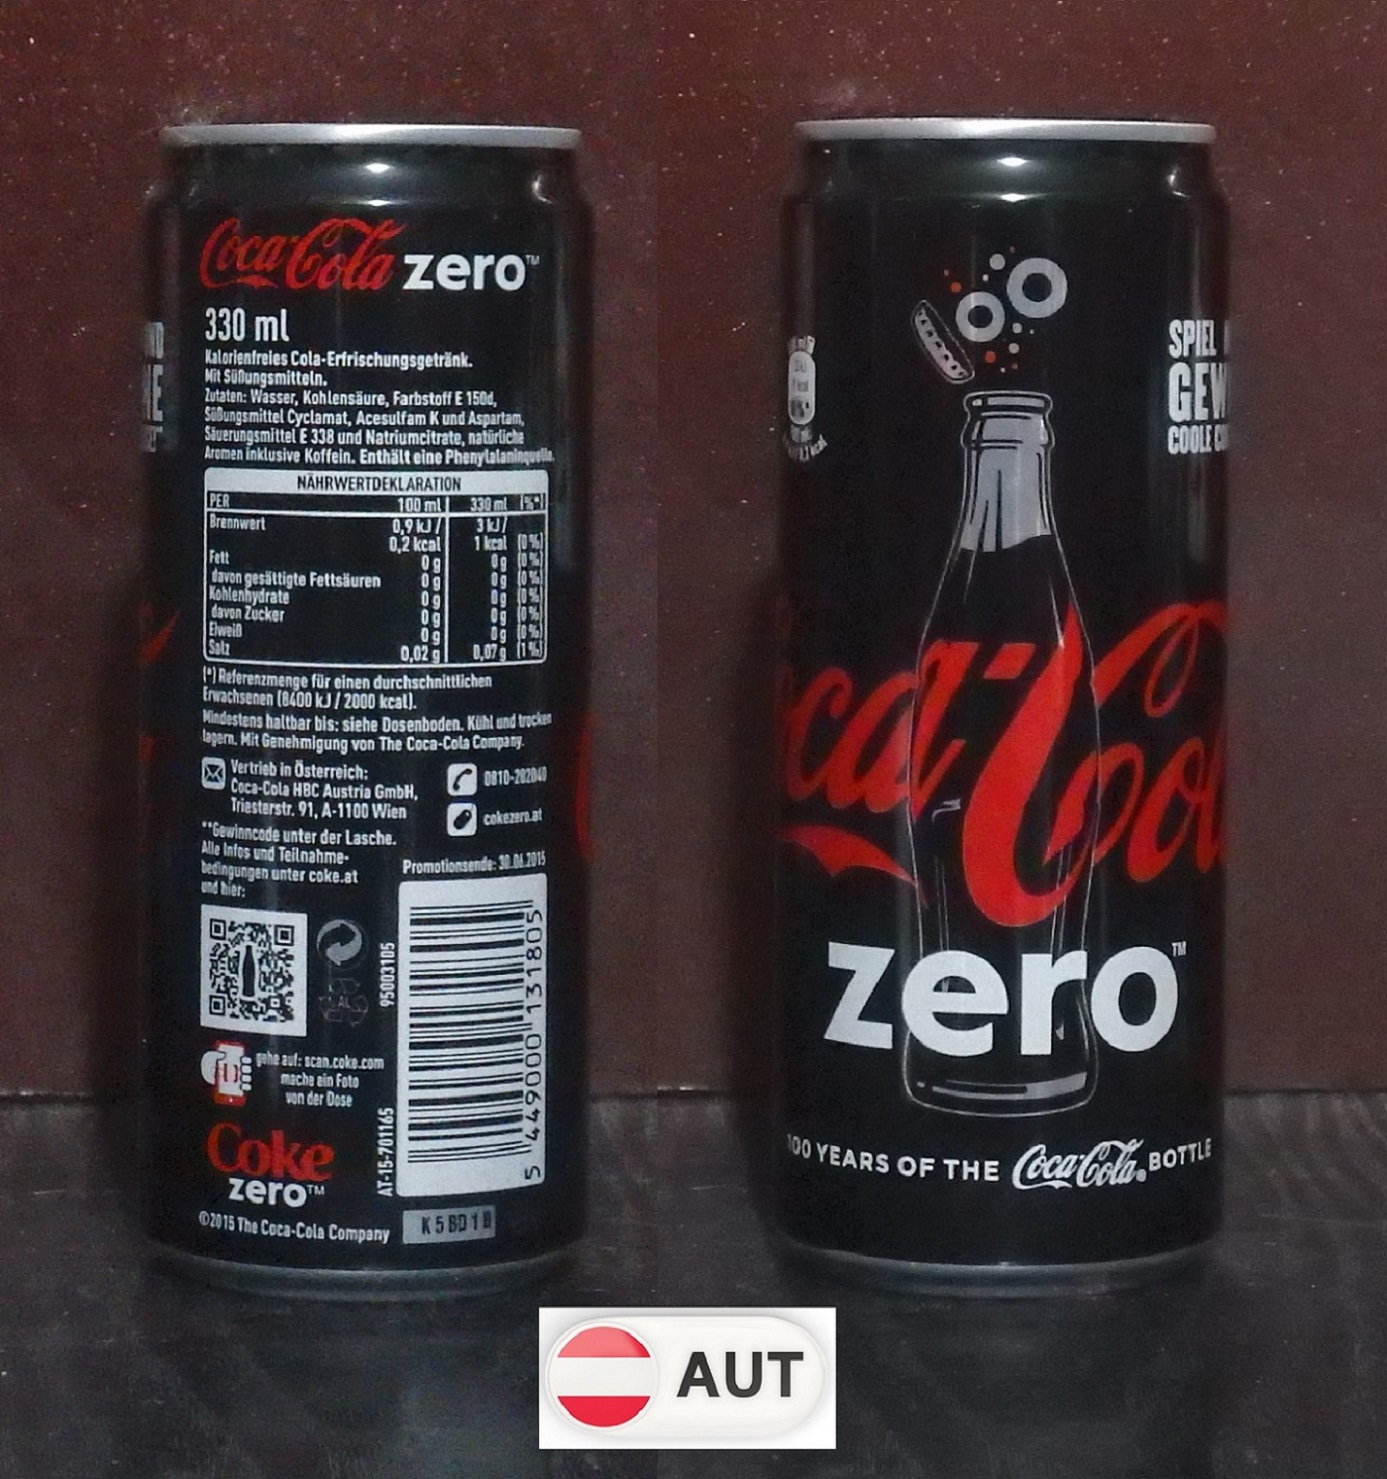 Coca-Cola zero™
330 ml
Kalorienfreies Cola-Erfrischungsgetränk.
Mit Süßungsmitteln.
Zutaten: Wasser, Kohlensäure, Farbstoff E 150d,
Süßungsmittel Cyclamat, Acesulfam K und Aspartam,
Säuerungsmittel E 338 und Natriumcitrate, natürliche
Aromen inklusive Koffein. Enthält eine Phenylalaninquelle.
NÄHRWERTDEKLARATION
PER 100 ml 330 ml (%*)
Brennwert 0,9 kJ / 3 kJ /
0,2 kcal 1 kcal (0%)
Fett 0 g 0 g (0%)
davon gesättigte Fettsäuren 0 g 0 g (0%)
Kohlenhydrate 0 g 0 g (0%)
davon Zucker 0 g 0 g (0%)
Eiweiß 0 g 0 g (0%)
Salz 0,02 g 0,07 g (1%)
(*) Referenzmenge für einen durchschnittlichen
Erwachsenen (8400 kJ / 2000 kcal).
Mindestens haltbar bis: siehe Dosenboden. Kühl und trocken
lagern. Mit Genehmigung von The Coca-Cola Company.
Vertrieb in Österreich:
Coca-Cola HBC Austria GmbH,
Triesterstr. 91, A-1100 Wien
0810-202040
cokezero.at
**Gewinncode unter der Lasche.
Alle Infos und Teilnahme-
bedingungen unter coke.at
und hier:
Promotionsende: 30.06.2015
95003105
5 449000 131805
AT-15-701165
gehe auf: scan.coke.com
mache ein Foto
von der Dose
Coke
zero™
©2015 The Coca-Cola Company
K 5 BD 1 B
SPIEL
GEW
COOLE
Coca-Cola
zero™
100 YEARS OF THE Coca-Cola BOTTLE
AUT